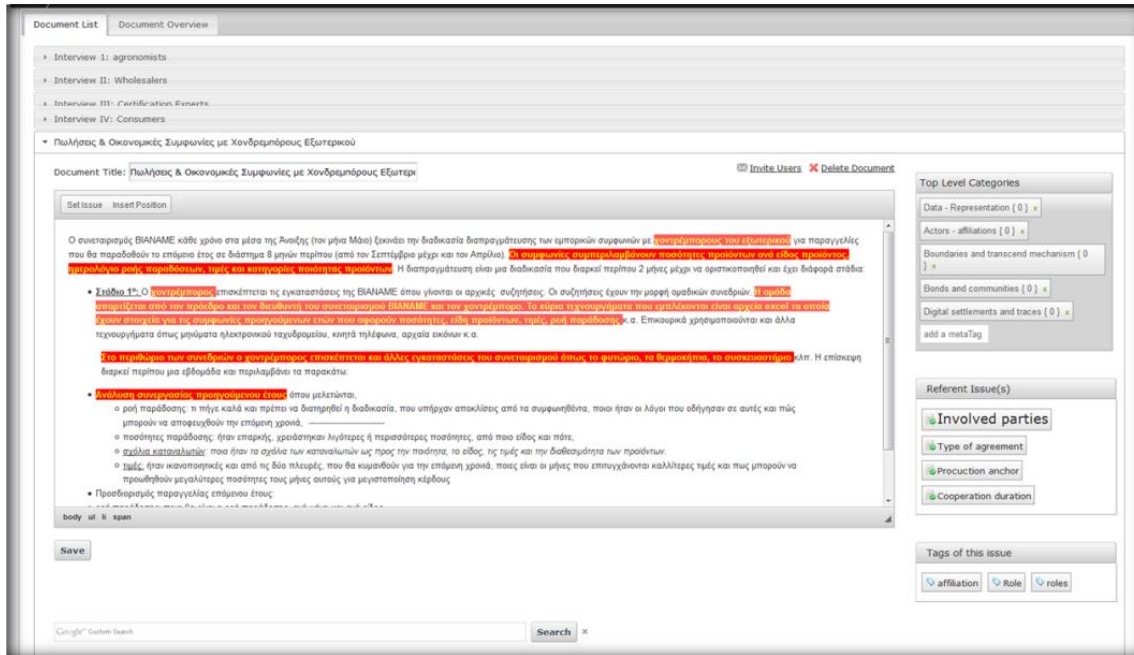 Document List Document Overview
Interview 1: agronomists
Interview II: Wholesalers
Interview III: Certification Experts
Interview IV: Consumers
Πωλήσεις & Οικονομικές Συμφωνίες με Χονδρεμπόρους Εξωτερικού
Document Title: Πωλήσεις & Οικονομικές Συμφωνίες με Χονδρεμπόρους Εξωτερι
Invite Users Delete Document
Set Issue Insert Position
Ο συνεταιρισμός BIANAME κάθε χρόνο στα μέσα της Άνοιξης (τον μήνα Μάιο) ξεκινάει την διαδικασία διαπραγμάτευσης των εμπορικών συμφωνιών με χοντρέμπορους του εξωτερικού για παραγγελίες
που θα παραδοθούν το επόμενο έτος σε διάστημα 8 μηνών περίπου (από τον Σεπτέμβριο μέχρι και τον Απρίλιο). Οι συμφωνίες συμπεριλαμβάνουν ποσότητες προϊόντων ανά είδος προϊόντος,
ημερολόγιο ροής παραδόσεων, τιμές και κατηγορίες ποιότητας προϊόντων. Η διαπραγμάτευση είναι μια διαδικασία που διαρκεί περίπου 2 μήνες μέχρι να οριστικοποιηθεί και έχει διάφορά στάδια:
Στάδιο 1º: Ο χοντρέμπορος επισκέπτεται τις εγκαταστάσεις της BIANAME όπου γίνονται οι αρχικές συζητήσεις. Οι συζητήσεις έχουν την μορφή ομαδικών συνεδριών. Η ομάδα
απαρτίζεται από τον πρόεδρο και τον διευθυντή του συνεταιρισμού BIANAME και τον χοντρέμπορο. Τα κύρια τεχνουργήματα που εμπλέκονται είναι αρχεία excel τα οποία
έχουν στοιχεία για τις συμφωνίες προηγούμενων ετών που αφορούν ποσότητες, είδη προϊόντων, τιμές, ροή παράδοσης κ.α. Επικουρικά χρησιμοποιούνται και άλλα
τεχνουργήματα όπως μηνύματα ηλεκτρονικού ταχυδρομείου, κινητά τηλέφωνα, αρχαία εικόνων κ.α.
Στο περιθώριο των συνεδριών ο χοντρέμπορος επισκέπτεται και άλλες εγκαταστάσεις του συνεταιρισμού όπως το φυτώριο, τα θερμοκήπια, το συσκευαστήριο κλπ. Η επίσκεψη
διαρκεί περίπου μια εβδομάδα και περιλαμβάνει τα παρακάτω:
Ανάλυση συνεργασίας προηγούμενου έτους όπου μελετώνται,
ροή παράδοσης: τι πήγε καλά και πρέπει να διατηρηθεί η διαδικασία, που υπήρχαν αποκλίσεις από τα συμφωνηθέντα, ποιοι ήταν οι λόγοι που οδήγησαν σε αυτές και πώς
μπορούν να αποφευχθούν την επόμενη χρονιά, ------------------------
ποσότητες παράδοσης: ήταν επαρκής, χρειάστηκαν λιγότερες ή περισσότερες ποσότητες, από ποιο είδος και πότε,
σχόλια καταναλωτών: ποια ήταν τα σχόλια των καταναλωτών ως προς την ποιότητα, το είδος, τις τιμές και την διαθεσιμότητα των προϊόντων.
τιμές: ήταν ικανοποιητικές και από τις δύο πλευρές, που θα κυμανθούν για την επόμενη χρονιά, ποιες είναι οι μήνες που επιτυγχάνονται καλλίτερες τιμές και πως μπορούν να
προωθηθούν μεγαλύτερες ποσότητες τους μήνες αυτούς για μεγιστοποίηση κέρδους
Προσδιορισμός παραγγελίας επόμενου έτους:
body ul li span
Save
Google™ Custom Search Search ×
Top Level Categories
Data - Representation { 0 } x
Actors - affiliations { 0 } x
Boundaries and transcend mechanism { 0
} x
Bonds and communities { 0 } x
Digital settlements and traces { 0 } x
add a metaTag
Referent Issue(s)
Involved parties
Type of agreement
Procuction anchor
Cooperation duration
Tags of this issue
affiliation Role roles